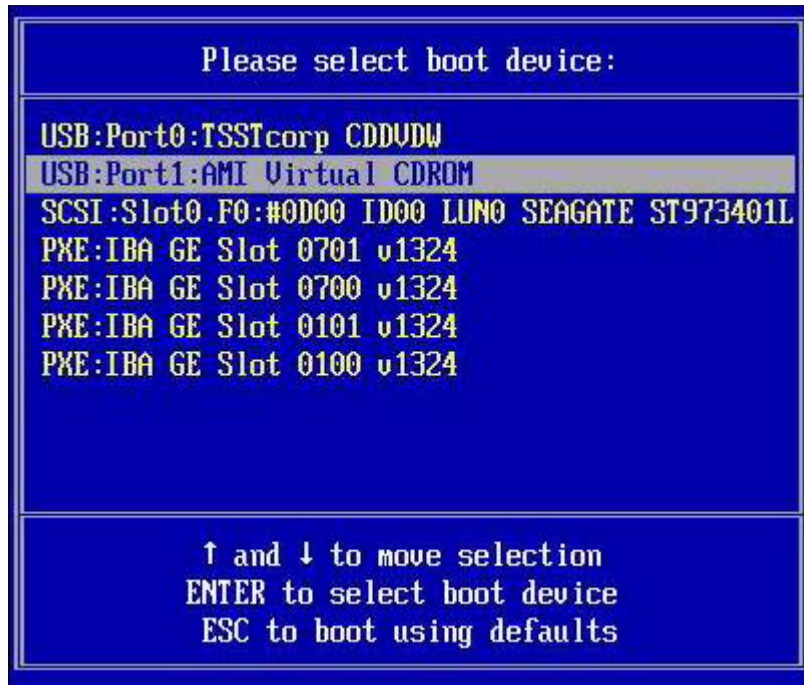 Please select boot device:
USB:Port0:TSSTcorp CDDVDW
USB:Port1:AMI Virtual CDROM
SCSI:Slot0.F0:#0D00 ID00 LUN0 SEAGATE ST973401L
PXE:IBA GE Slot 0701 v1324
PXE:IBA GE Slot 0700 v1324
PXE:IBA GE Slot 0101 v1324
PXE:IBA GE Slot 0100 v1324
↑ and ↓ to move selection
ENTER to select boot device
ESC to boot using defaults